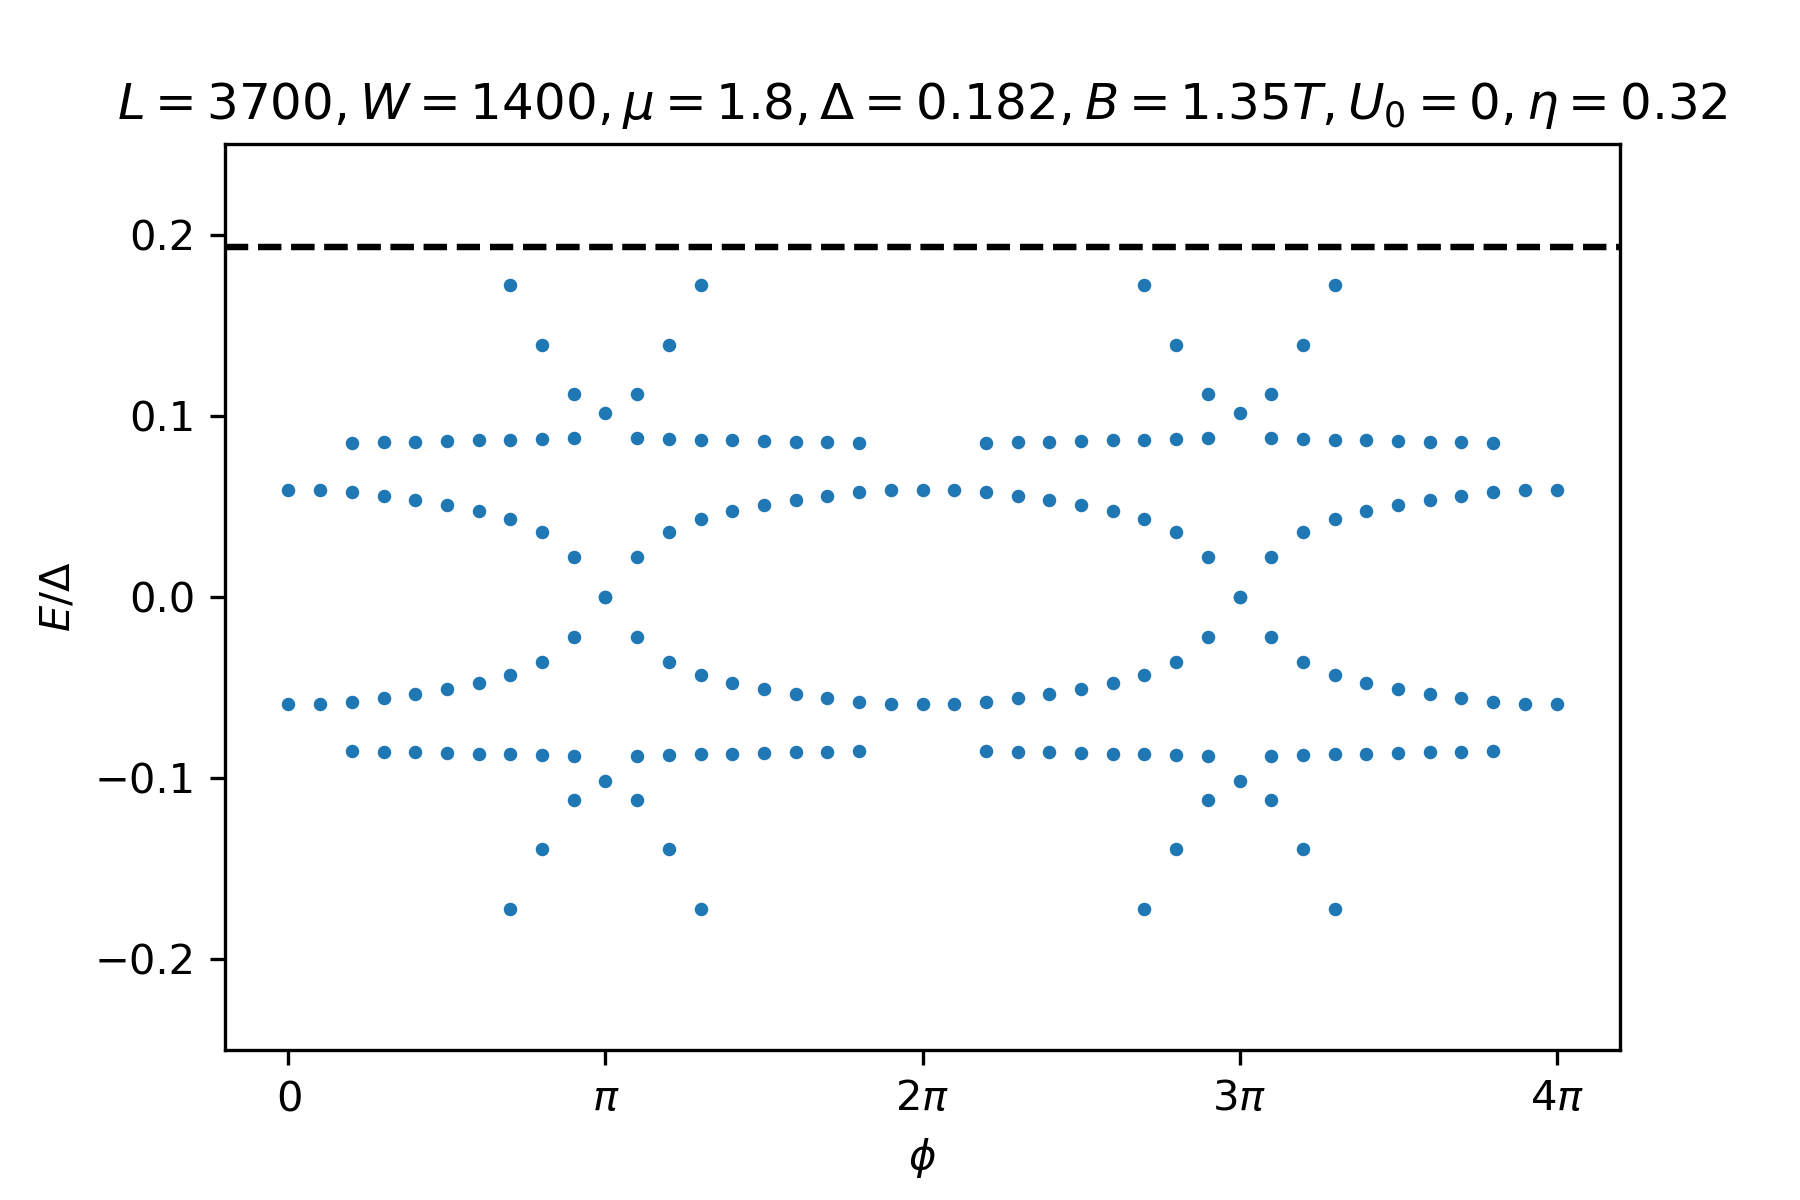 L = 3700, W = 1400, μ = 1.8, Δ = 0.182, B = 1.35T, U₀ = 0, η = 0.32
0.2
0.1
0.0
−0.1
−0.2
E/Δ
0 π 2π 3π 4π
ϕ